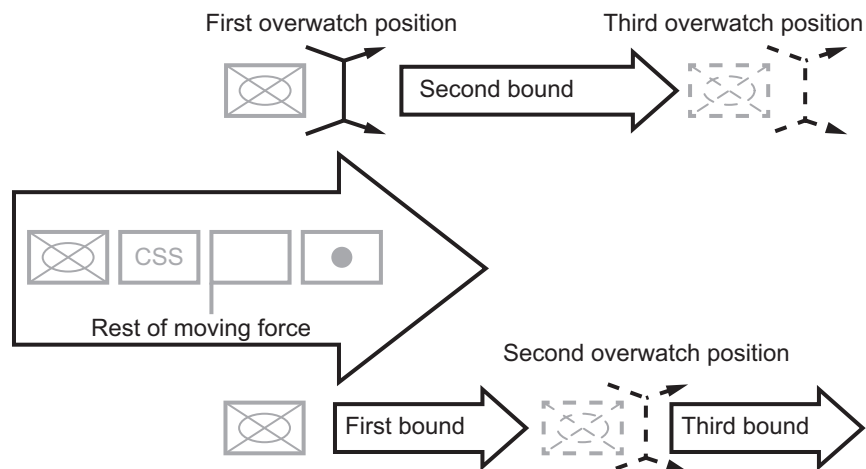 First overwatch position
Third overwatch position
Second bound
CSS
Rest of moving force
Second overwatch position
First bound
Third bound